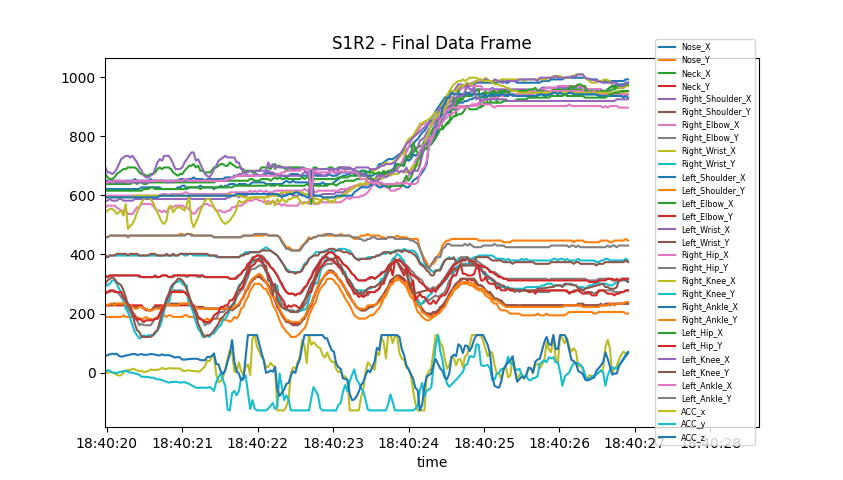 S1R2 - Final Data Frame
1000
800
600
400
200
0
18:40:20 18:40:21 18:40:22 18:40:23 18:40:24 18:40:25 18:40:26 18:40:27 18:40:28
time
Nose_X
Nose_Y
Neck_X
Neck_Y
Right_Shoulder_X
Right_Shoulder_Y
Right_Elbow_X
Right_Elbow_Y
Right_Wrist_X
Right_Wrist_Y
Left_Shoulder_X
Left_Shoulder_Y
Left_Elbow_X
Left_Elbow_Y
Left_Wrist_X
Left_Wrist_Y
Right_Hip_X
Right_Hip_Y
Right_Knee_X
Right_Knee_Y
Right_Ankle_X
Right_Ankle_Y
Left_Hip_X
Left_Hip_Y
Left_Knee_X
Left_Knee_Y
Left_Ankle_X
Left_Ankle_Y
ACC_x
ACC_y
ACC_z